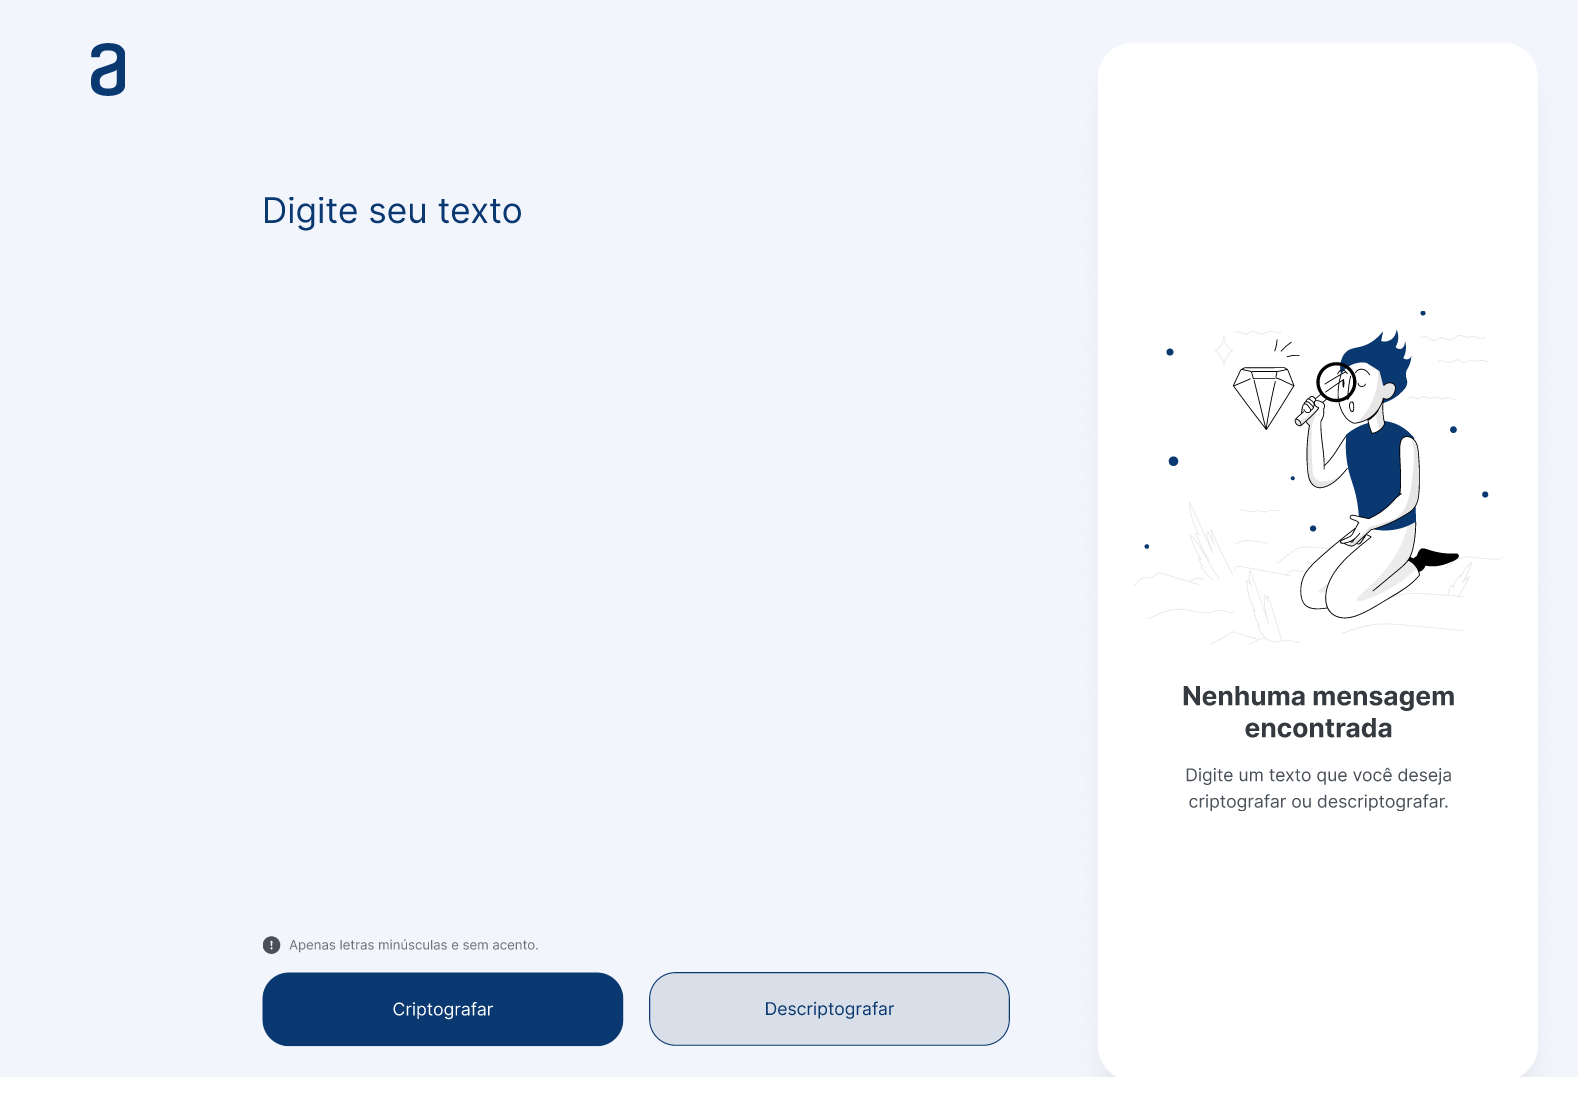 a
Digite seu texto
Apenas letras minúsculas e sem acento.
Criptografar
Descriptografar
Nenhuma mensagem
encontrada
Digite um texto que você deseja
criptografar ou descriptografar.